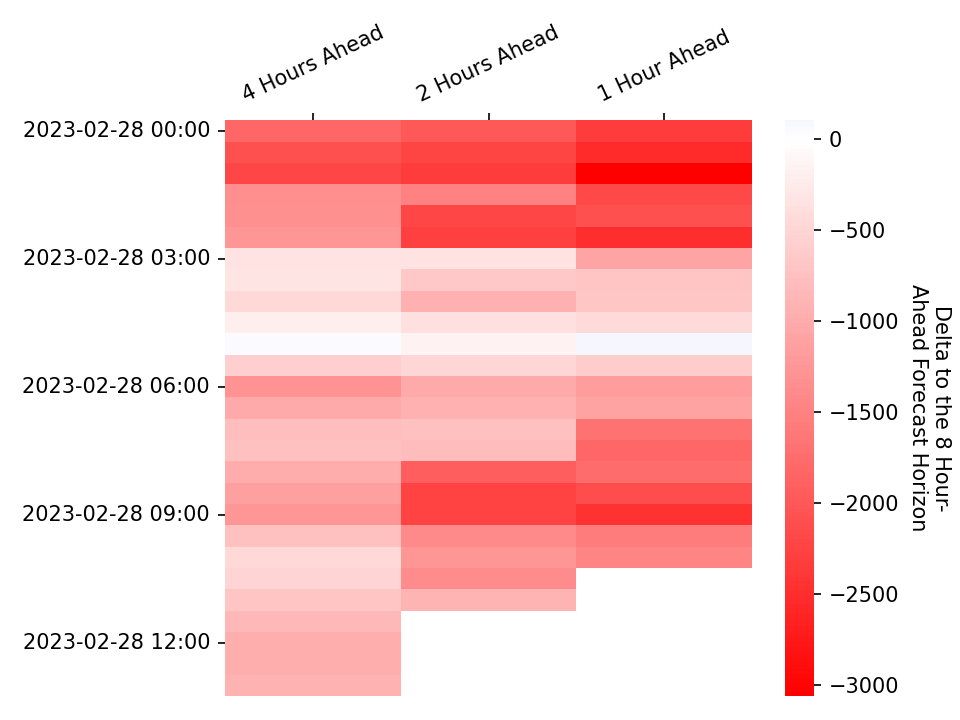 4 Hours Ahead
2 Hours Ahead
1 Hour Ahead
2023-02-28 00:00
2023-02-28 03:00
2023-02-28 06:00
2023-02-28 09:00
2023-02-28 12:00
0
−500
−1000
−1500
−2000
−2500
−3000
Delta to the 8 Hour-
Ahead Forecast Horizon